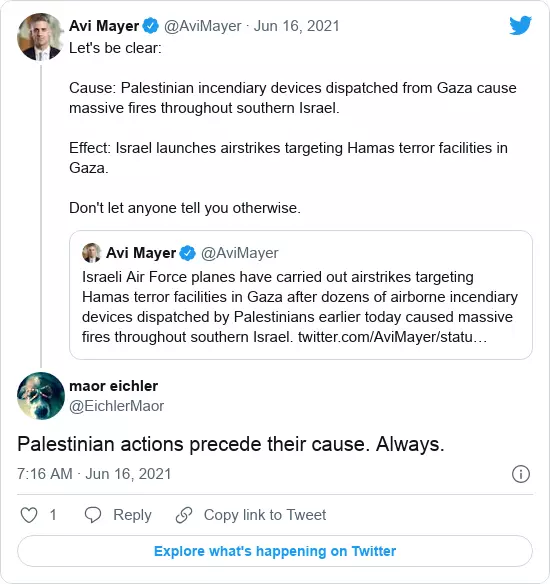 Avi Mayer @AviMayer · Jun 16, 2021
Let's be clear:
Cause: Palestinian incendiary devices dispatched from Gaza cause
massive fires throughout southern Israel.
Effect: Israel launches airstrikes targeting Hamas terror facilities in
Gaza.
Don't let anyone tell you otherwise.
Avi Mayer @AviMayer
Israeli Air Force planes have carried out airstrikes targeting
Hamas terror facilities in Gaza after dozens of airborne incendiary
devices dispatched by Palestinians earlier today caused massive
fires throughout southern Israel. twitter.com/AviMayer/statu…
maor eichler
@EichlerMaor
Palestinian actions precede their cause. Always.
7:16 AM · Jun 16, 2021
1 Reply Copy link to Tweet
Explore what's happening on Twitter